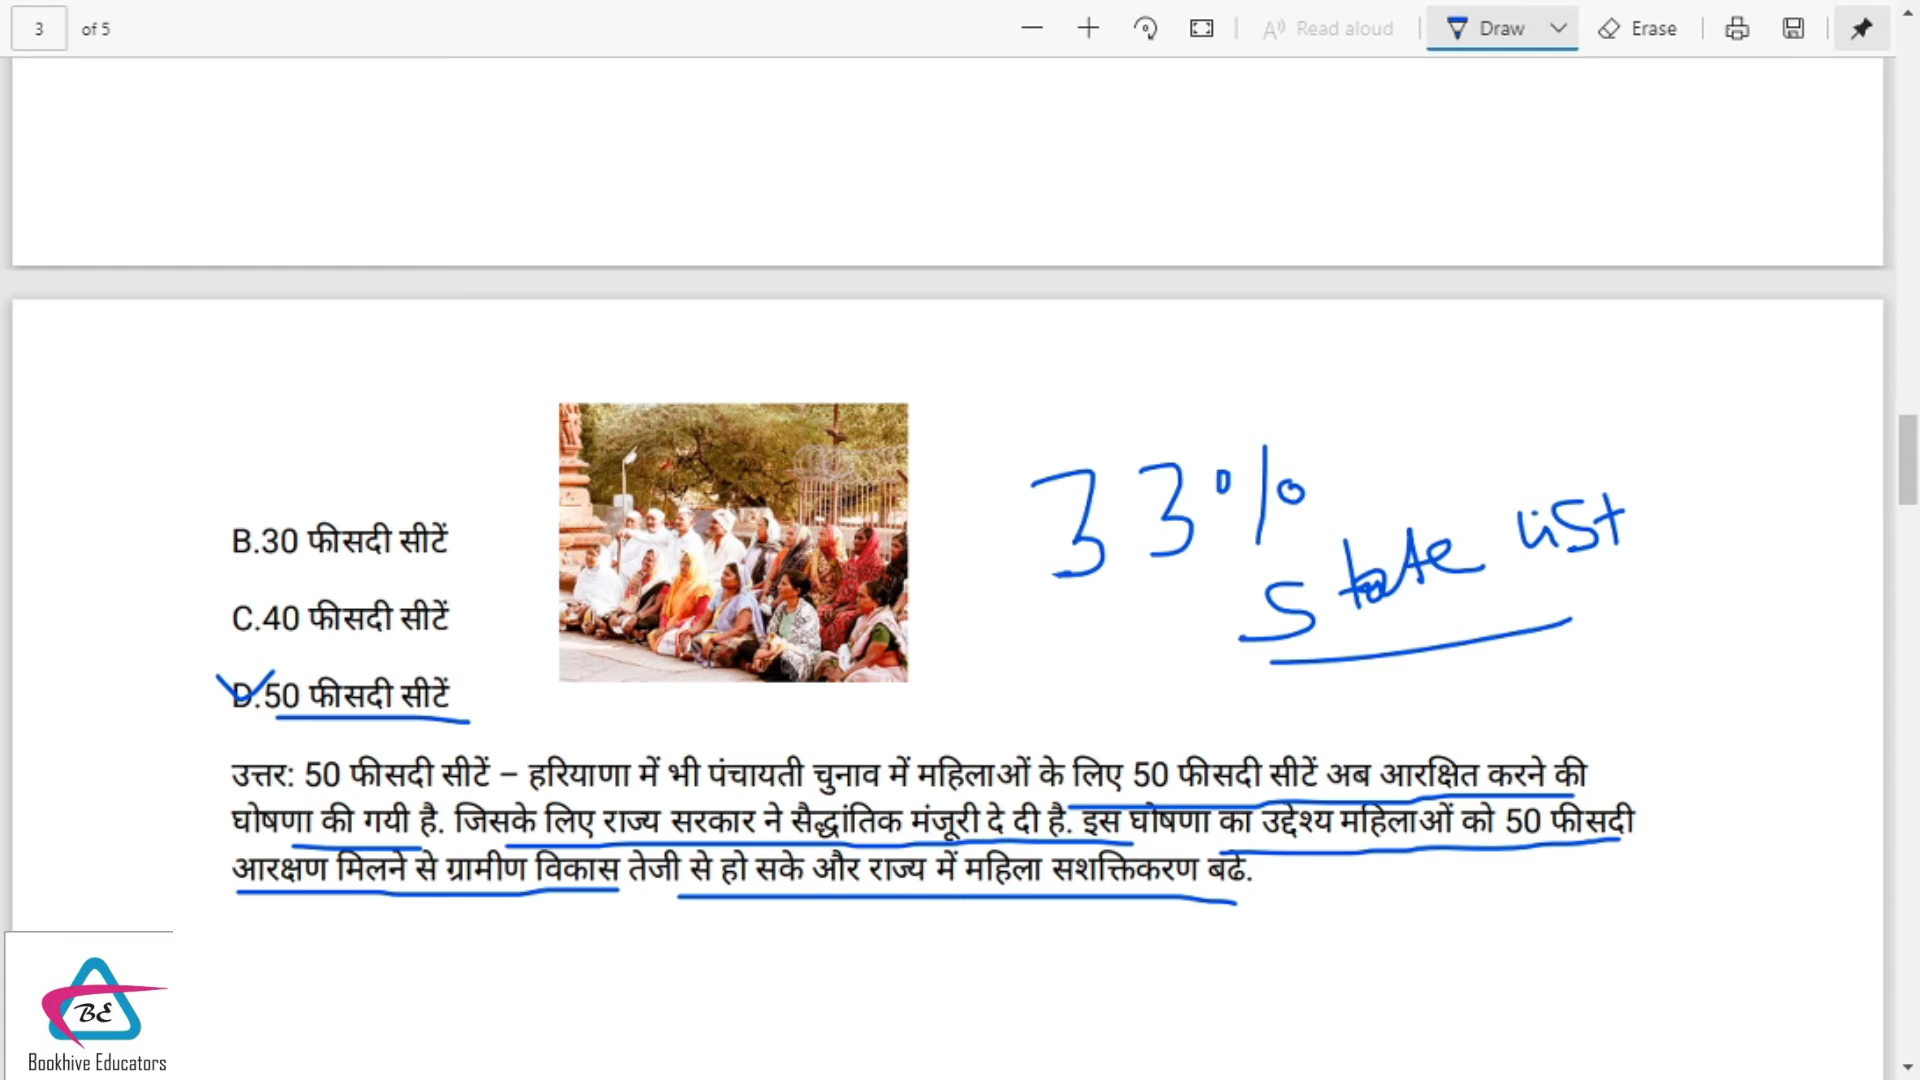 3 of 5 Read aloud Draw Erase
33%
State list
B.30 फीसदी सीटें
C.40 फीसदी सीटें
D.50 फीसदी सीटें
उत्तर: 50 फीसदी सीटें – हरियाणा में भी पंचायती चुनाव में महिलाओं के लिए 50 फीसदी सीटें अब आरक्षित करने की
घोषणा की गयी है. जिसके लिए राज्य सरकार ने सैद्धांतिक मंजूरी दे दी है. इस घोषणा का उद्देश्य महिलाओं को 50 फीसदी
आरक्षण मिलने से ग्रामीण विकास तेजी से हो सके और राज्य में महिला सशक्तिकरण बढे.
BE
Bookhive Educators